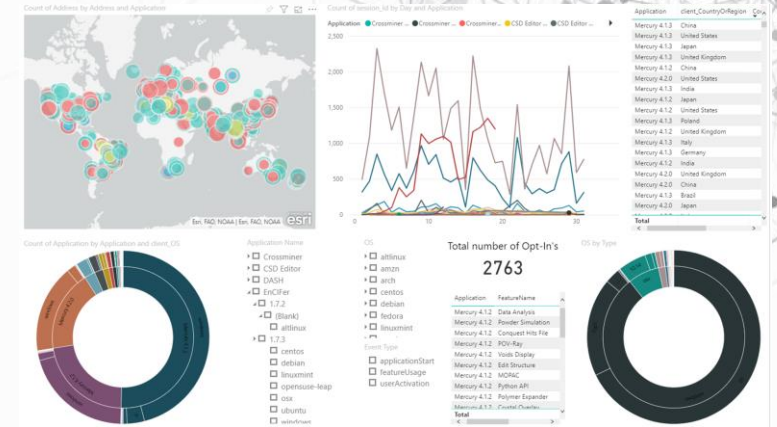 Count of Address by Address and Application
Esri, FAO, NOAA | Esri, FAO, NOAA esri
Count of session_id by Day and Application
Application Crossminer ... Crossminer ... Crossminer... CSD Editor ... CSD Editor ...
2,500
2,000
1,500
1,000
500
0
0 10 20 30
Application client_CountryOrRegion
Mercury 4.1.3 China
Mercury 4.1.3 United States
Mercury 4.1.3 Japan
Mercury 4.1.3 United Kingdom
Mercury 4.1.2 China
Mercury 4.2.0 United States
Mercury 4.1.3 India
Mercury 4.1.2 Japan
Mercury 4.1.2 United States
Mercury 4.1.3 Poland
Mercury 4.1.2 United Kingdom
Mercury 4.1.3 Italy
Mercury 4.1.3 Germany
Mercury 4.1.2 India
Mercury 4.2.0 United Kingdom
Mercury 4.2.0 China
Mercury 4.1.3 Brazil
Mercury 4.2.0 Japan
Total
Count of Application by Application and client_OS
Application Name
Crossminer
CSD Editor
DASH
EnCIFer
1.7.2
(Blank)
altlinux
1.7.3
centos
debian
linuxmint
opensuse-leap
osx
ubuntu
windows
OS
altlinux
amzn
arch
centos
debian
fedora
linuxmint
Event Type
applicationStart
featureUsage
userActivation
Total number of Opt-In's
2763
Application FeatureName
Mercury 4.1.2 Data Analysis
Mercury 4.1.2 Powder Simulation
Mercury 4.1.2 Conquest Hits File
Mercury 4.1.2 POV-Ray
Mercury 4.1.2 Voids Display
Mercury 4.1.2 Edit Structure
Mercury 4.1.2 MOPAC
Mercury 4.1.2 Python API
Mercury 4.1.2 Polymer Expander
Mercury 4.1.2 Crystal Overlay
Total
OS by Type